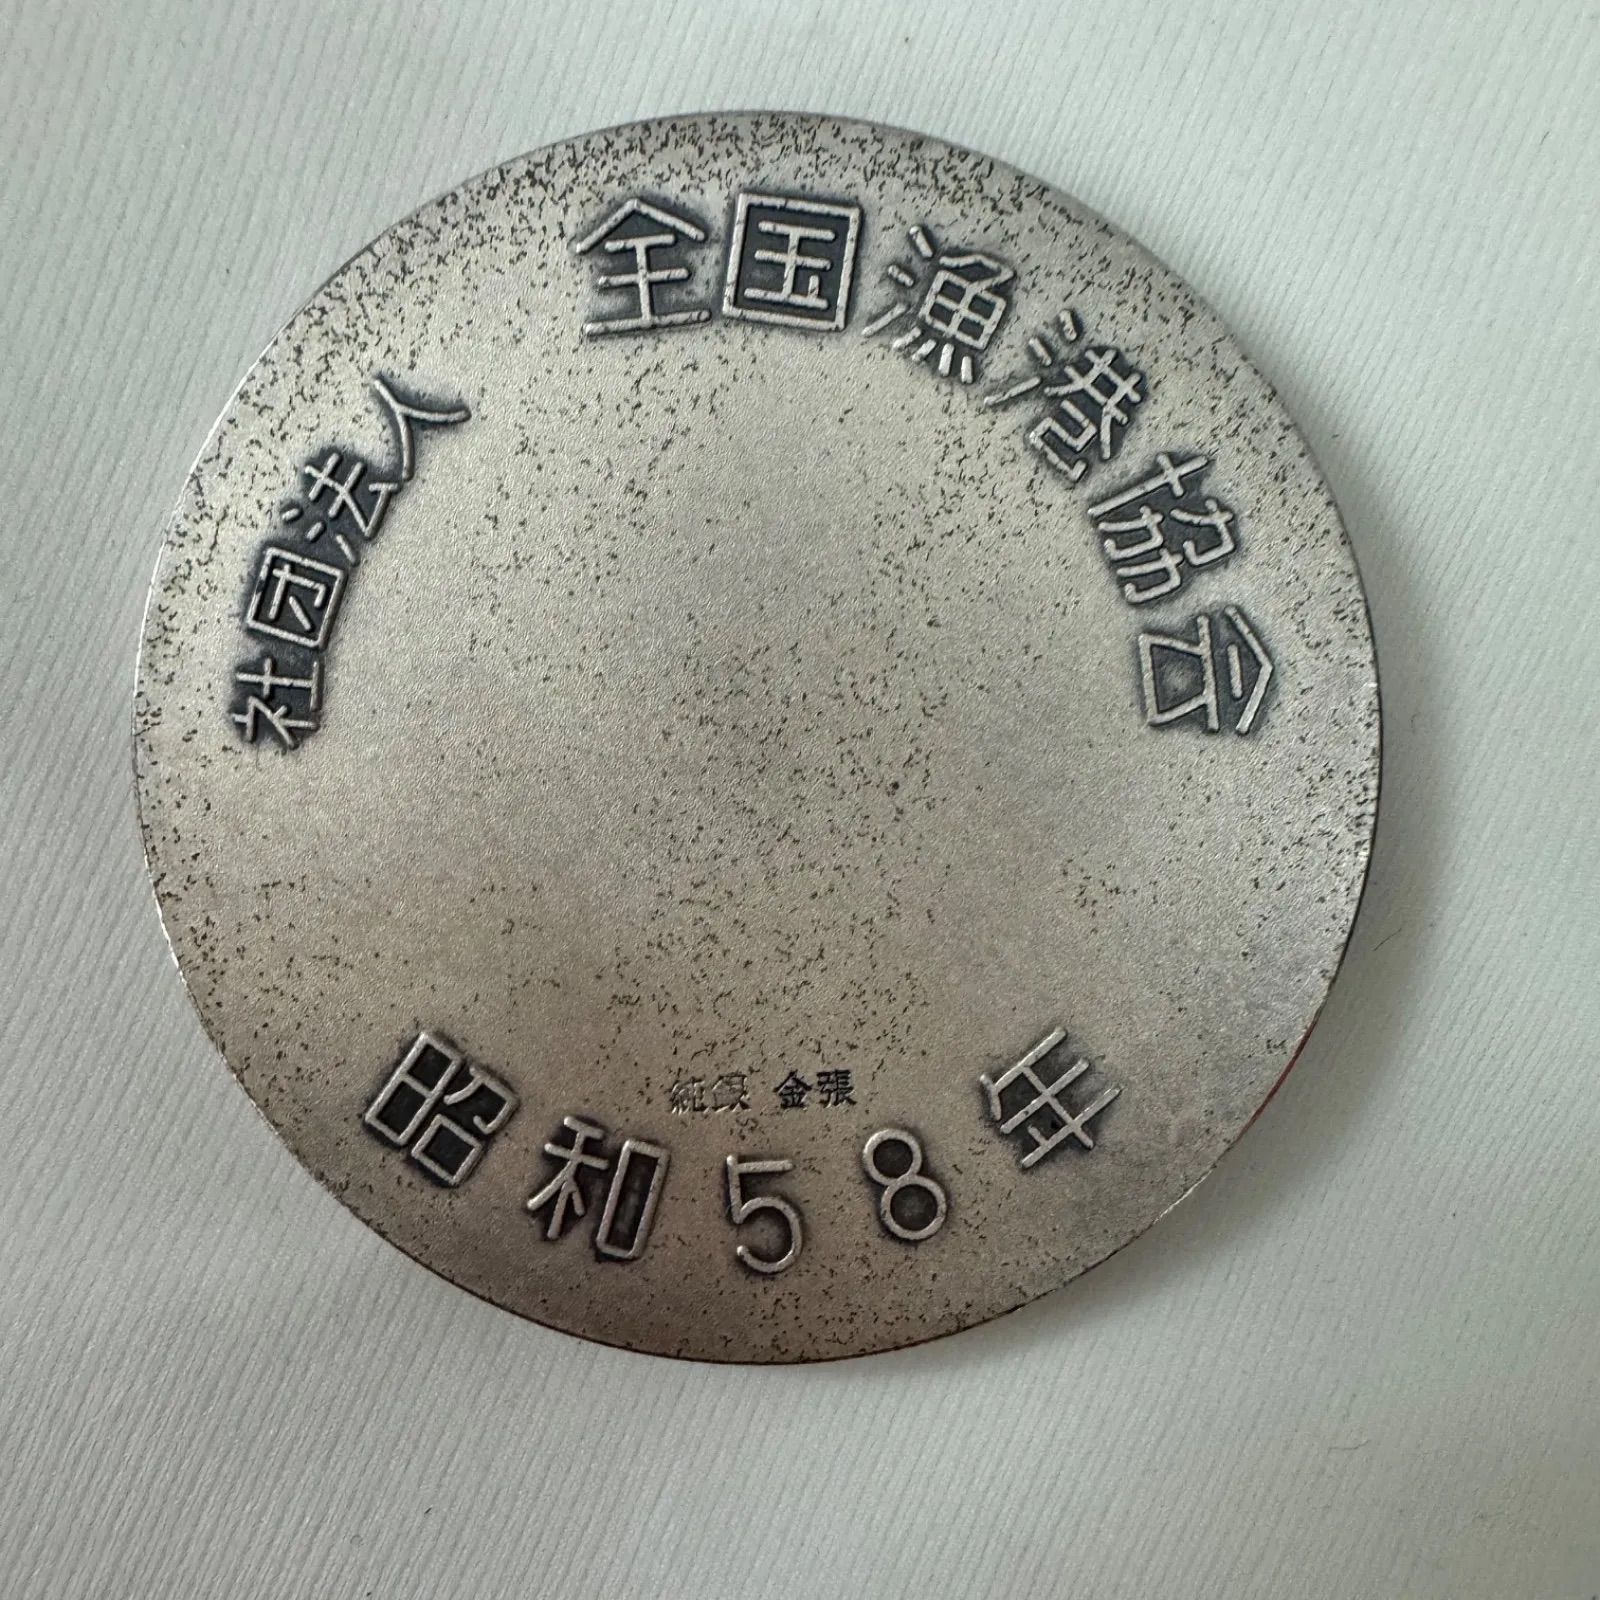 社団法人 全国漁港協会
純銀 金張
昭和58年